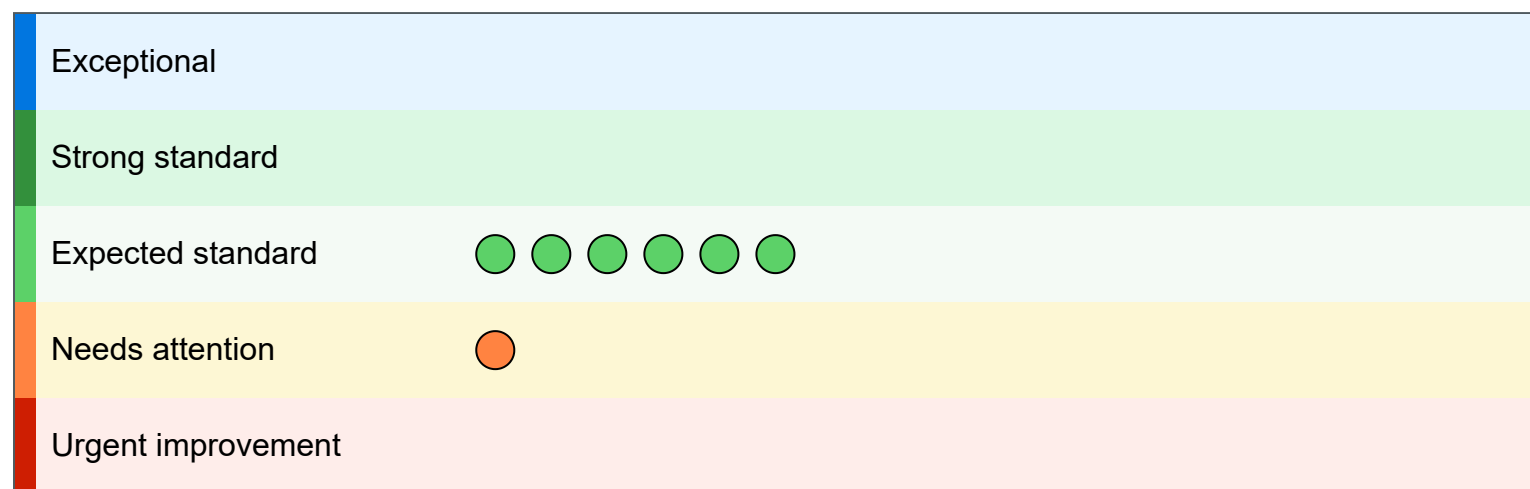 Exceptional
Strong standard
Expected standard
Needs attention
Urgent improvement